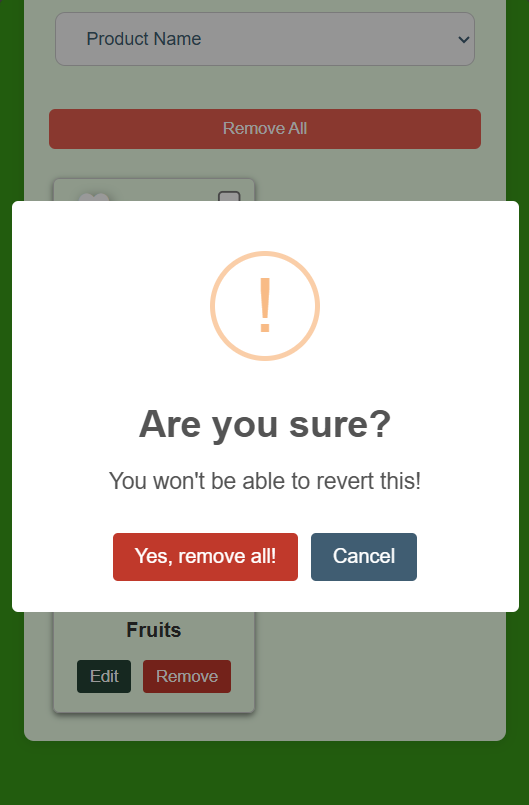 Product Name
Remove All
!
Are you sure?
You won't be able to revert this!
Yes, remove all! Cancel
Fruits
Edit Remove